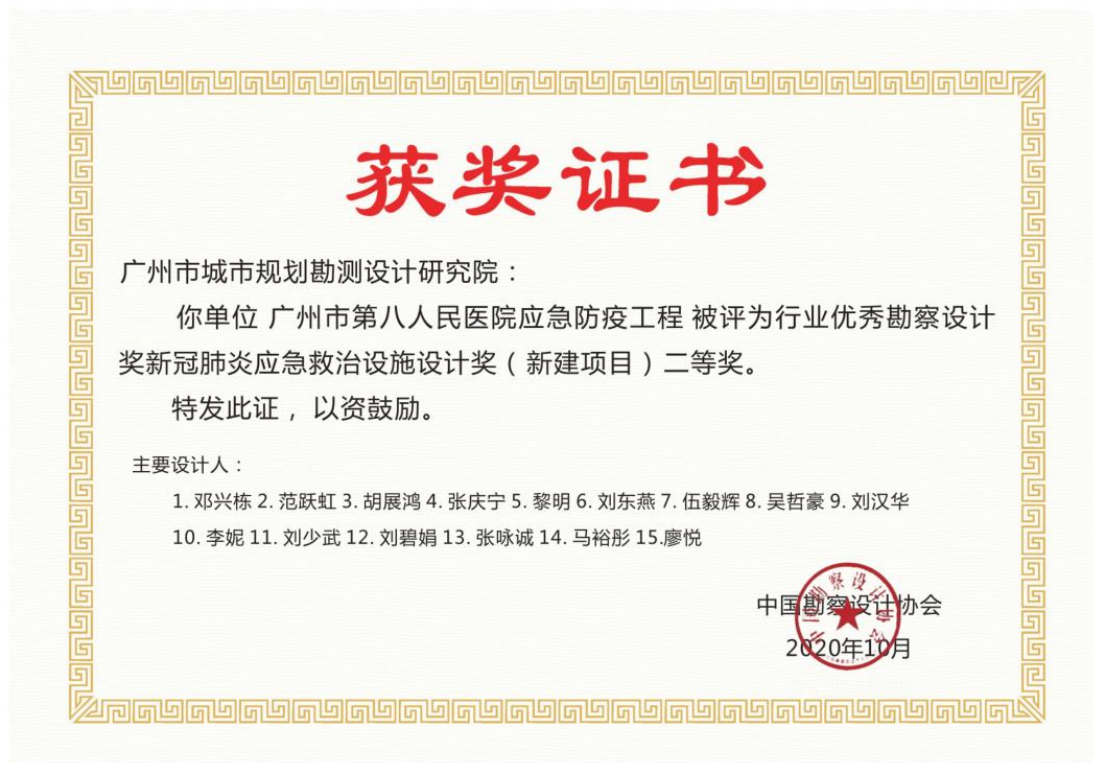 获奖证书
广州市城市规划勘测设计研究院：
你单位 广州市第八人民医院应急防疫工程 被评为行业优秀勘察设计
奖新冠肺炎应急救治设施设计奖（新建项目）二等奖。
特发此证，以资鼓励。
主要设计人：
1. 邓兴栋 2. 范跃虹 3. 胡展鸿 4. 张庆宁 5. 黎明 6. 刘东燕 7. 伍毅辉 8. 吴哲豪 9. 刘汉华
10. 李妮 11. 刘少武 12. 刘碧娟 13. 张咏诚 14. 马裕彤 15.廖悦
中国勘察设计协会
中国勘察设计协会
2020年10月